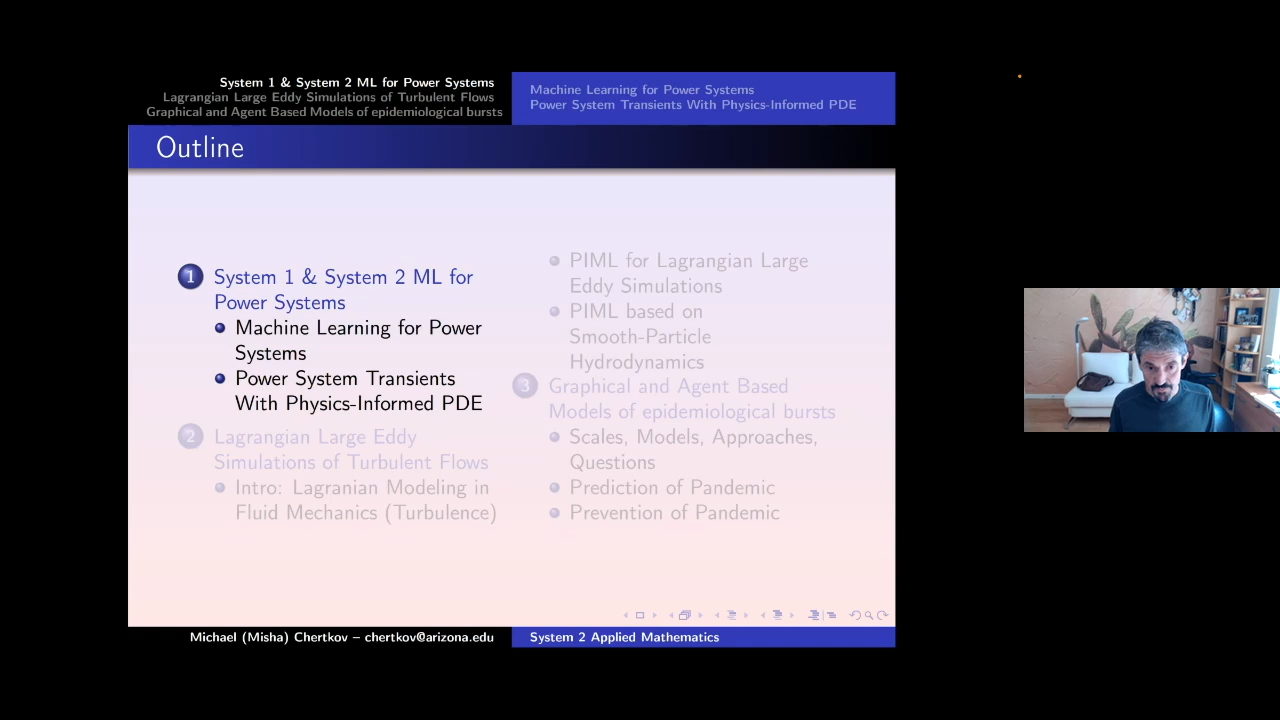 System 1 & System 2 ML for Power Systems
Lagrangian Large Eddy Simulations of Turbulent Flows
Graphical and Agent Based Models of epidemiological bursts
Machine Learning for Power Systems
Power System Transients With Physics-Informed PDE
Outline
1 System 1 & System 2 ML for
Power Systems
Machine Learning for Power
Systems
Power System Transients
With Physics-Informed PDE
2 Lagrangian Large Eddy
Simulations of Turbulent Flows
Intro: Lagranian Modeling in
Fluid Mechanics (Turbulence)
PIML for Lagrangian Large
Eddy Simulations
PIML based on
Smooth-Particle
Hydrodynamics
3 Graphical and Agent Based
Models of epidemiological bursts
Scales, Models, Approaches,
Questions
Prediction of Pandemic
Prevention of Pandemic
Michael (Misha) Chertkov – chertkov@arizona.edu
System 2 Applied Mathematics